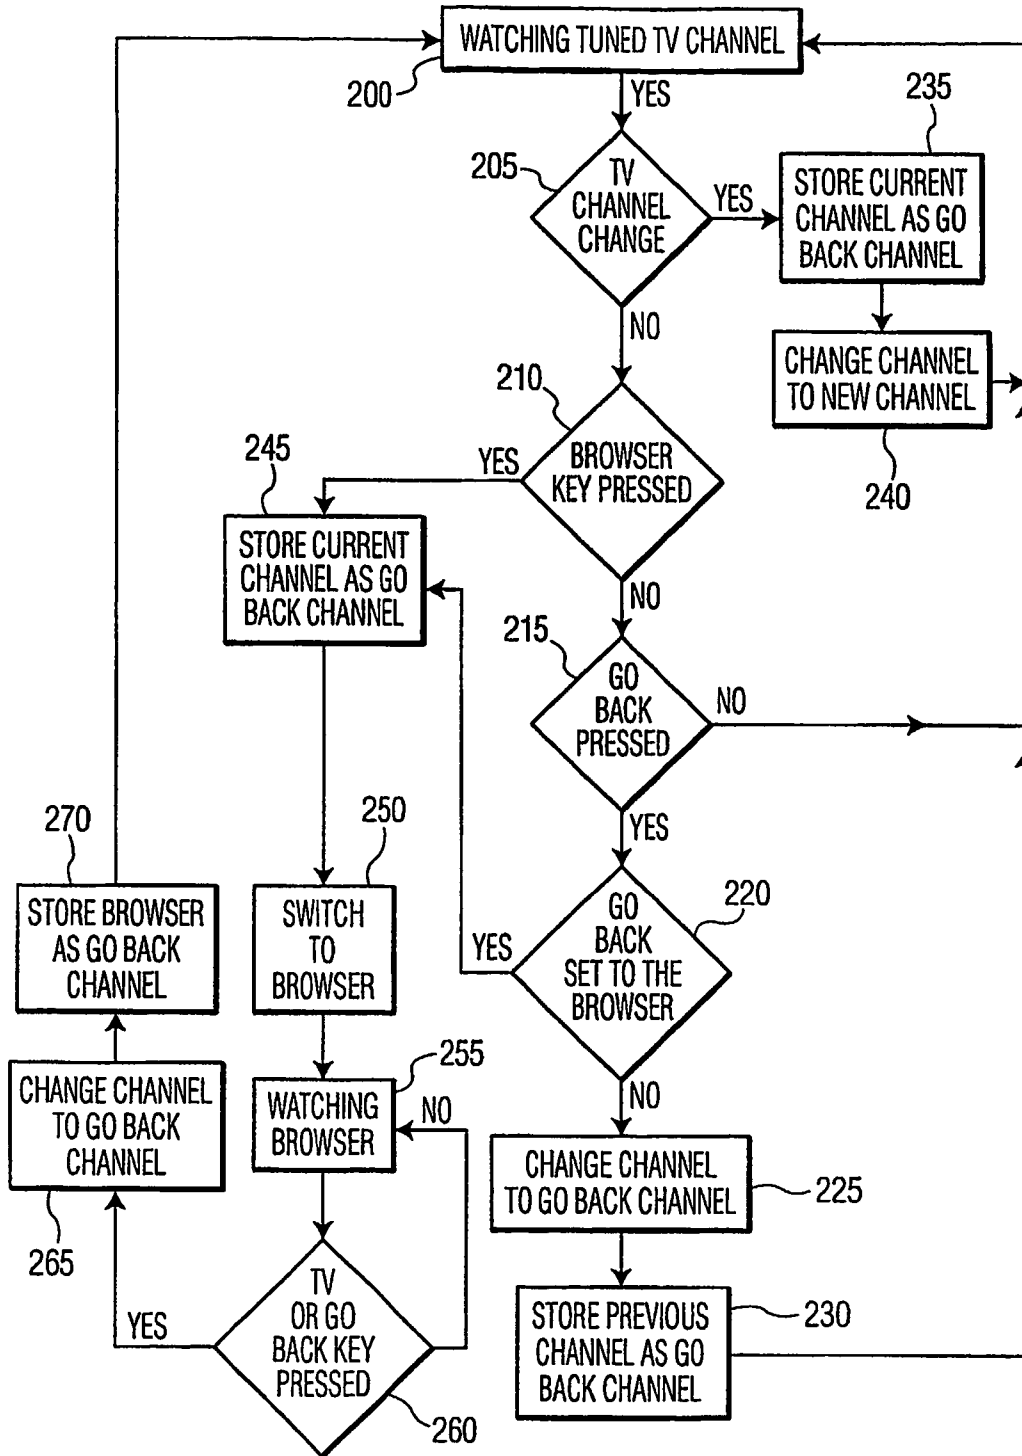 WATCHING TUNED TV CHANNEL
200
YES
235
205
TV
CHANNEL
CHANGE
YES
STORE CURRENT
CHANNEL AS GO
BACK CHANNEL
NO
CHANGE CHANNEL
TO NEW CHANNEL
240
210
BROWSER
KEY PRESSED
YES
245
STORE CURRENT
CHANNEL AS GO
BACK CHANNEL
NO
215
GO
BACK
PRESSED
NO
YES
270
STORE BROWSER
AS GO BACK
CHANNEL
250
SWITCH
TO
BROWSER
YES
GO
BACK
SET TO THE
BROWSER
220
NO
CHANGE CHANNEL
TO GO BACK
CHANNEL
265
255
WATCHING
BROWSER
NO
CHANGE CHANNEL
TO GO BACK CHANNEL
225
YES
TV
OR GO
BACK KEY
PRESSED
260
STORE PREVIOUS
CHANNEL AS GO
BACK CHANNEL
230